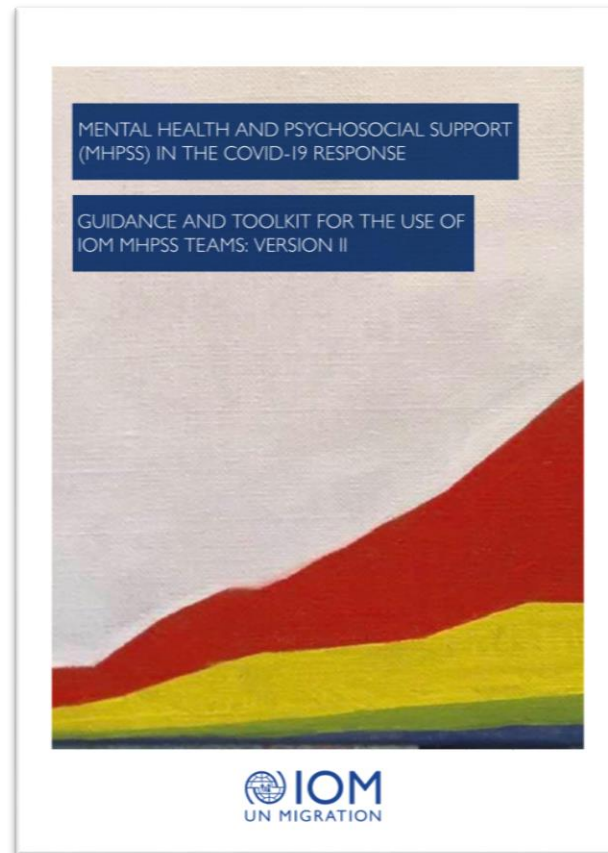 MENTAL HEALTH AND PSYCHOSOCIAL SUPPORT
(MHPSS) IN THE COVID-19 RESPONSE
GUIDANCE AND TOOLKIT FOR THE USE OF
IOM MHPSS TEAMS: VERSION II
IOM
UN MIGRATION